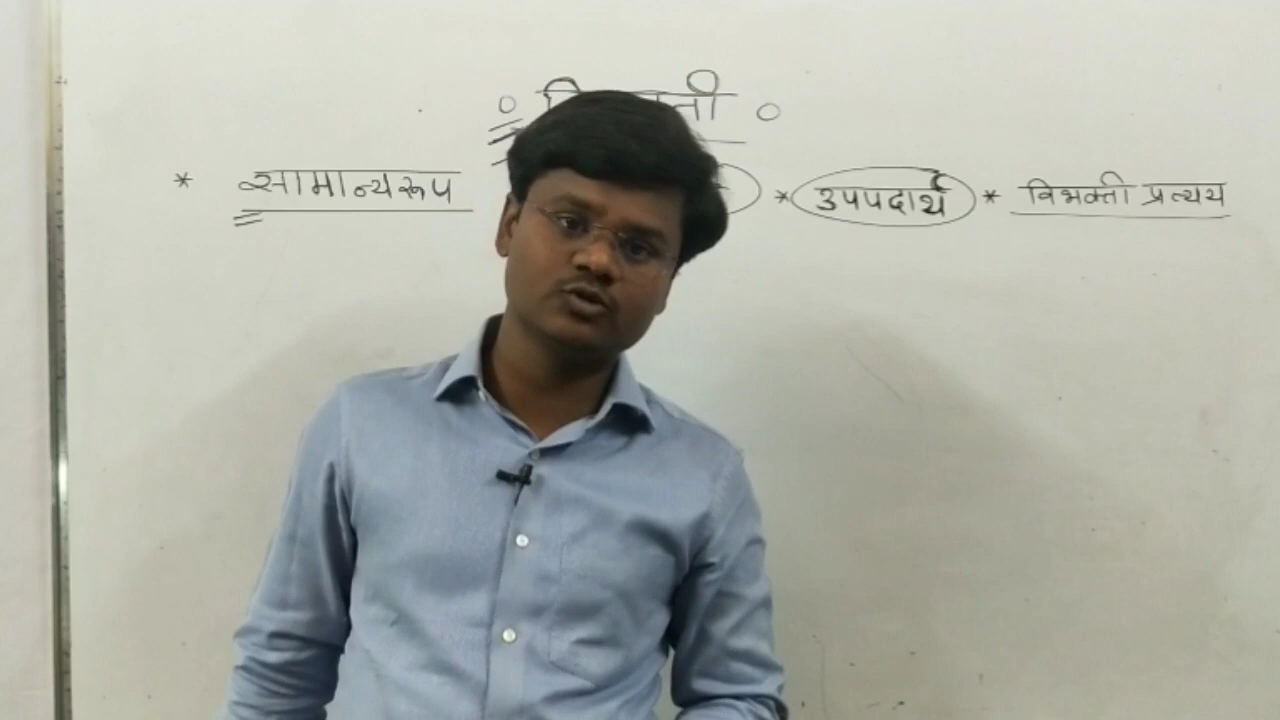 * सामान्यरूप * उपपदार्थ * विभक्ती प्रत्यय